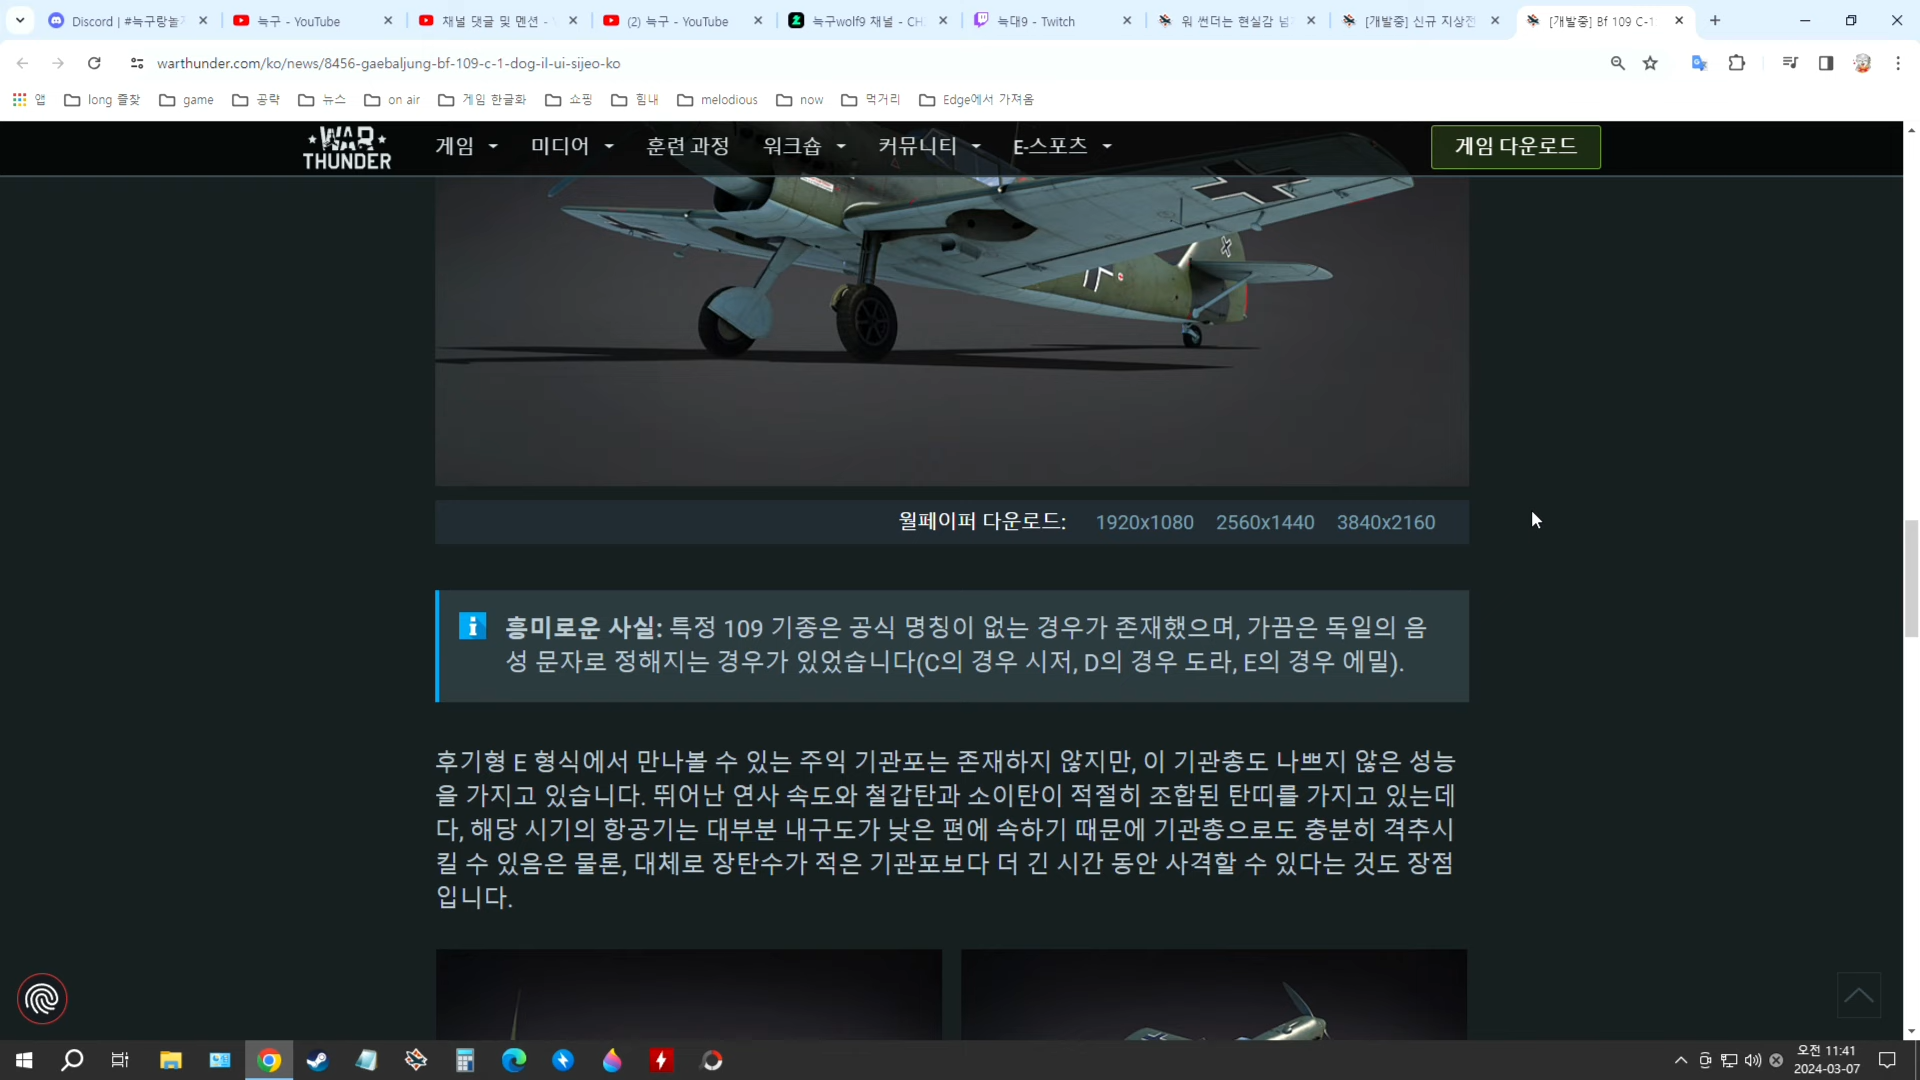 Discord | #늑구랑놀
늑구 - YouTube
채널 댓글 및 멘션 -
(2) 늑구 - YouTube
늑구wolf9 채널 - CH
늑대9 - Twitch
워 썬더는 현실감 넘
[개발중] 신규 지상전
[개발중] Bf 109 C-1
warthunder.com/ko/news/8456-gaebaljung-bf-109-c-1-dog-il-ui-sijeo-ko
앱 long 즐찾 game 공략 뉴스 on air 게임 한글화 쇼핑 힘내 melodious now 먹거리 Edge에서 가져옴
WAR THUNDER
게임 미디어 훈련 과정 워크숍 커뮤니티 E-스포츠 게임 다운로드
월페이퍼 다운로드: 1920x1080 2560x1440 3840x2160
흥미로운 사실: 특정 109 기종은 공식 명칭이 없는 경우가 존재했으며, 가끔은 독일의 음
성 문자로 정해지는 경우가 있었습니다(C의 경우 시저, D의 경우 도라, E의 경우 에밀).
후기형 E 형식에서 만나볼 수 있는 주익 기관포는 존재하지 않지만, 이 기관총도 나쁘지 않은 성능
을 가지고 있습니다. 뛰어난 연사 속도와 철갑탄과 소이탄이 적절히 조합된 탄띠를 가지고 있는데
다, 해당 시기의 항공기는 대부분 내구도가 낮은 편에 속하기 때문에 기관총으로도 충분히 격추시
킬 수 있음은 물론, 대체로 장탄수가 적은 기관포보다 더 긴 시간 동안 사격할 수 있다는 것도 장점
입니다.
오전 11:41
2024-03-07